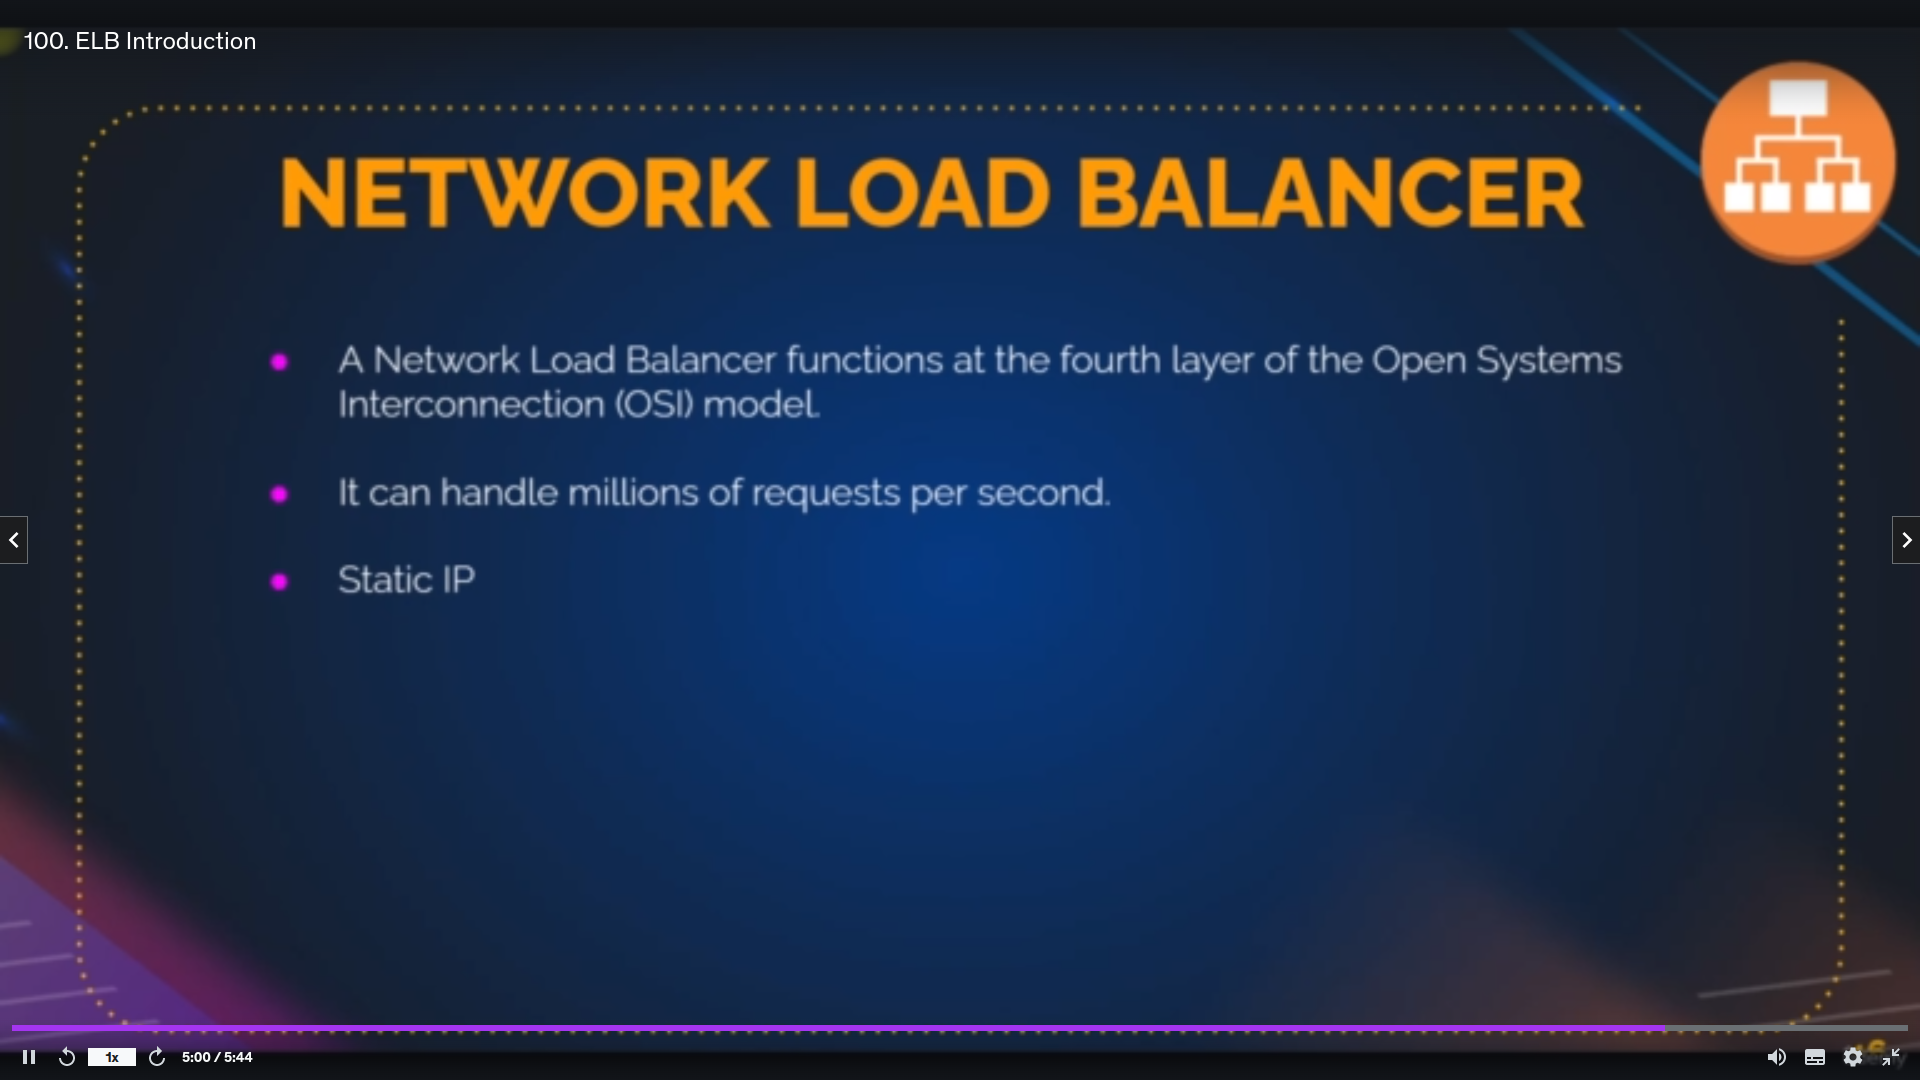 100. ELB Introduction
NETWORK LOAD BALANCER
A Network Load Balancer functions at the fourth layer of the Open Systems
Interconnection (OSI) model.
It can handle millions of requests per second.
Static IP
1x
5:00 / 5:44